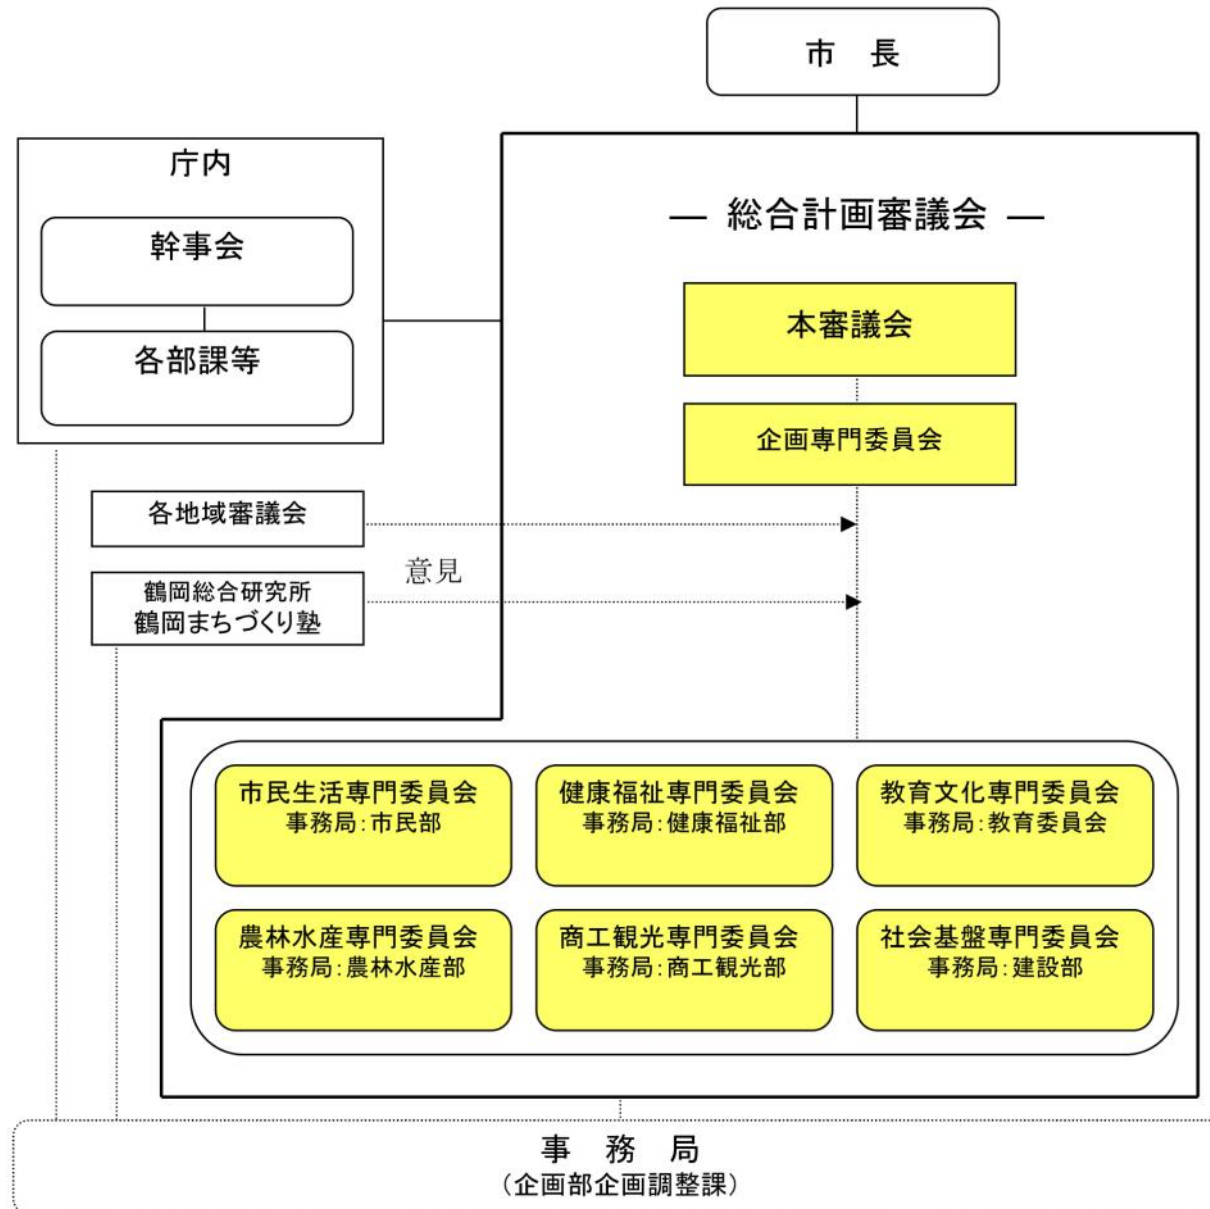 市　長
庁内
幹事会
各部課等
― 総合計画審議会 ―
本審議会
企画専門委員会
各地域審議会
意見
鶴岡総合研究所
鶴岡まちづくり塾
市民生活専門委員会
事務局：市民部
健康福祉専門委員会
事務局：健康福祉部
教育文化専門委員会
事務局：教育委員会
農林水産専門委員会
事務局：農林水産部
商工観光専門委員会
事務局：商工観光部
社会基盤専門委員会
事務局：建設部
事　務　局
（企画部企画調整課）